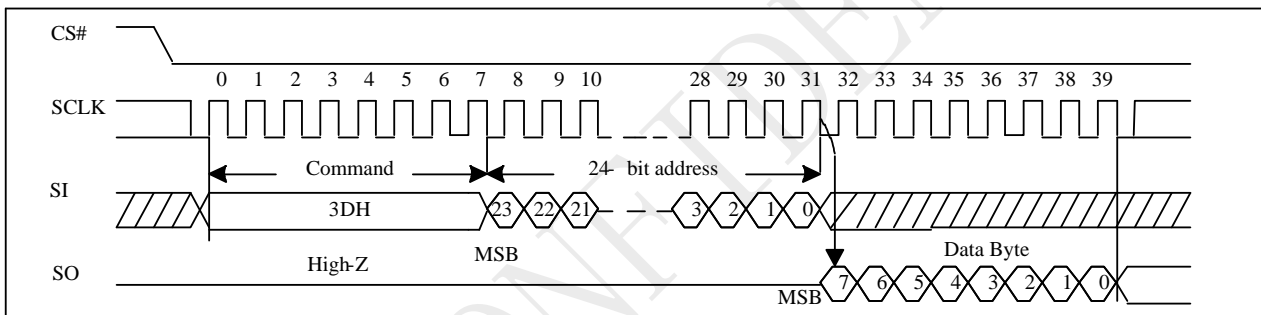 CS#
0 1 2 3 4 5 6 7 8 9 10 28 29 30 31 32 33 34 35 36 37 38 39
SCLK
Command 24- bit address
SI
3DH 23 22 21 3 2 1 0
MSB Data Byte
High-Z
SO
MSB 7 6 5 4 3 2 1 0